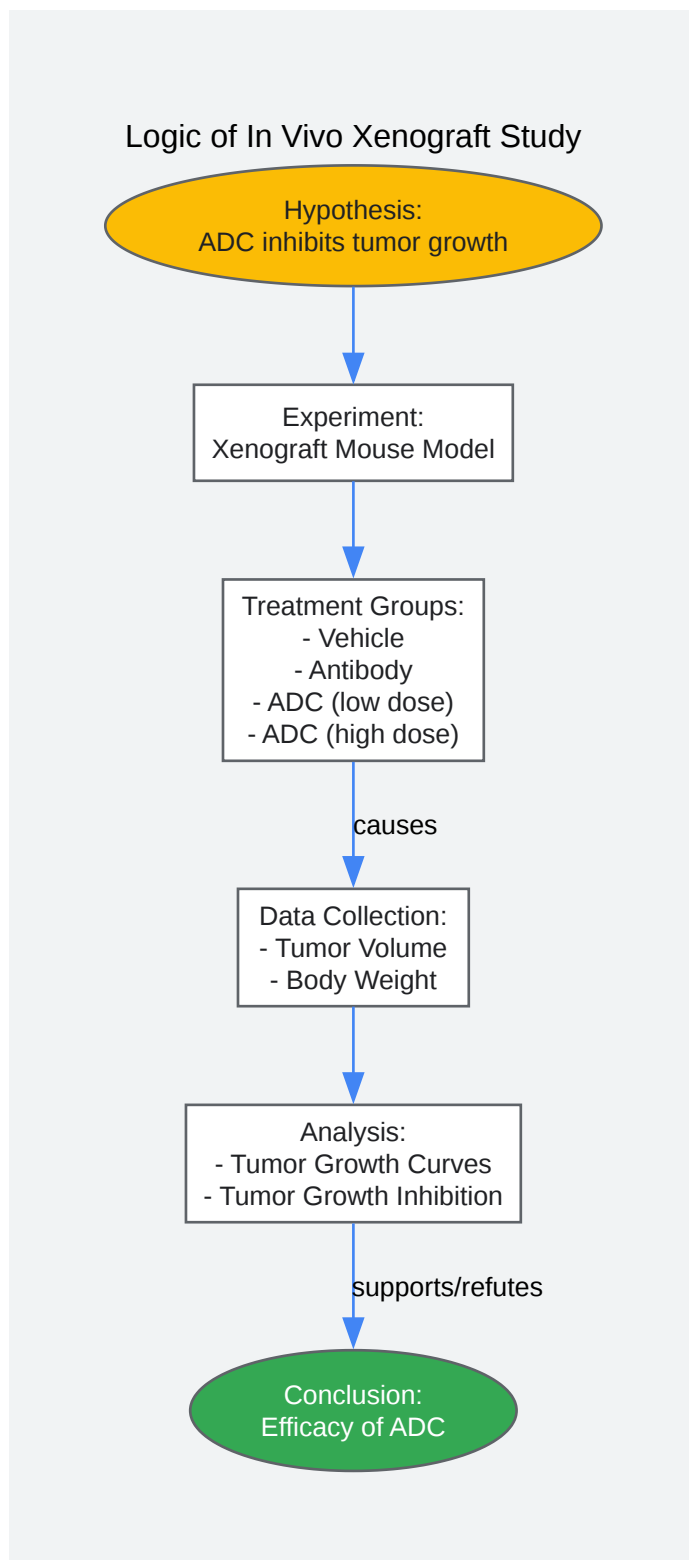 Logic of In Vivo Xenograft Study
Hypothesis:
ADC inhibits tumor growth
Experiment:
Xenograft Mouse Model
Treatment Groups:
- Vehicle
- Antibody
- ADC (low dose)
- ADC (high dose)
causes
Data Collection:
- Tumor Volume
- Body Weight
Analysis:
- Tumor Growth Curves
- Tumor Growth Inhibition
supports/refutes
Conclusion:
Efficacy of ADC